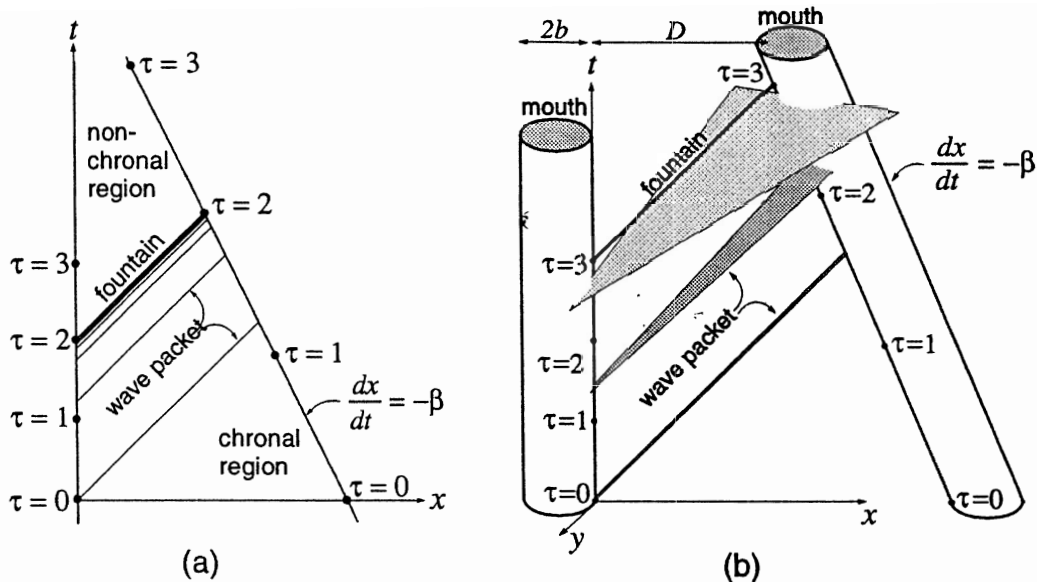 t
τ = 3
non-
chronal
region
τ = 2
fountain
τ = 3
τ = 2
wave packet
τ = 1
τ = 1
dx/dt = −β
chronal
region
τ = 0
τ = 0
x
(a)
mouth
2b
D
t
τ=3
mouth
fountain
dx/dt = −β
τ=2
τ=3
wave packet
τ=2
τ=1
τ=1
τ=0
τ=0
x
y
(b)